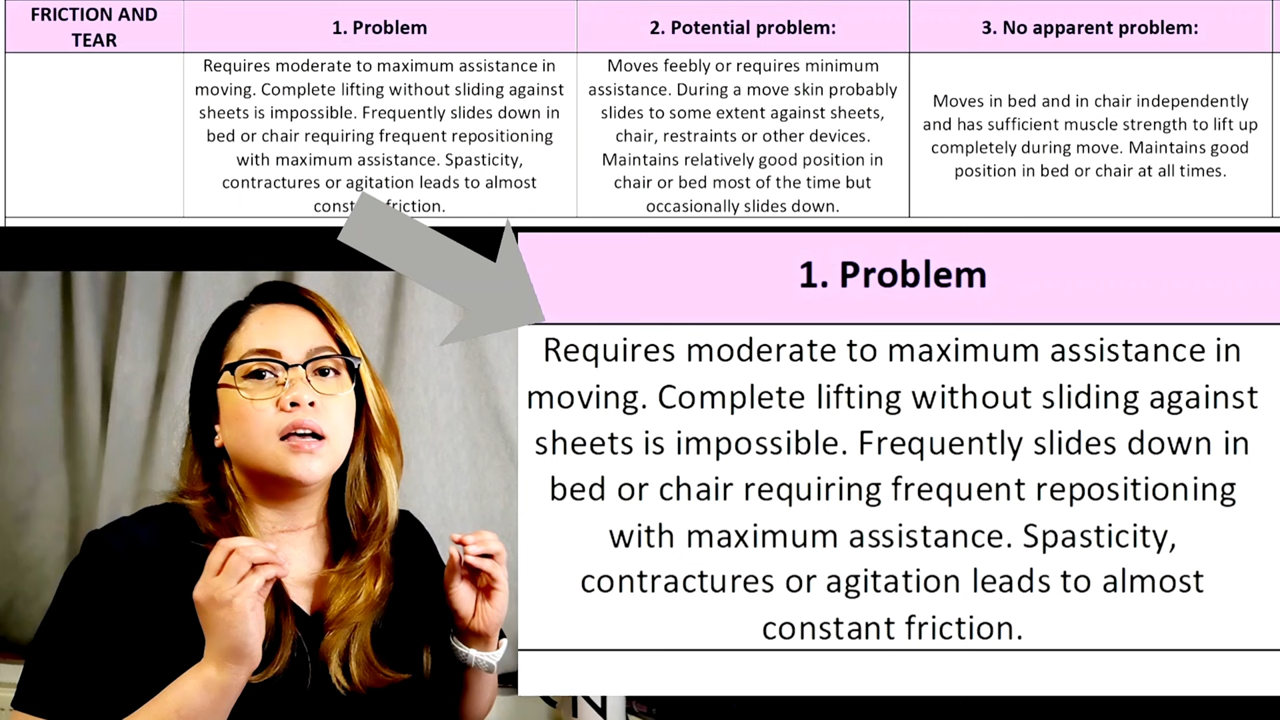 FRICTION AND
TEAR
1. Problem
2. Potential problem:
3. No apparent problem:
Requires moderate to maximum assistance in
moving. Complete lifting without sliding against
sheets is impossible. Frequently slides down in
bed or chair requiring frequent repositioning
with maximum assistance. Spasticity,
contractures or agitation leads to almost
friction.
Moves feebly or requires minimum
assistance. During a move skin probably
slides to some extent against sheets,
chair, restraints or other devices.
Maintains relatively good position in
chair or bed most of the time but
occasionally slides down.
Moves in bed and in chair independently
and has sufficient muscle strength to lift up
completely during move. Maintains good
position in bed or chair at all times.
1. Problem
Requires moderate to maximum assistance in
moving. Complete lifting without sliding against
sheets is impossible. Frequently slides down in
bed or chair requiring frequent repositioning
with maximum assistance. Spasticity,
contractures or agitation leads to almost
constant friction.